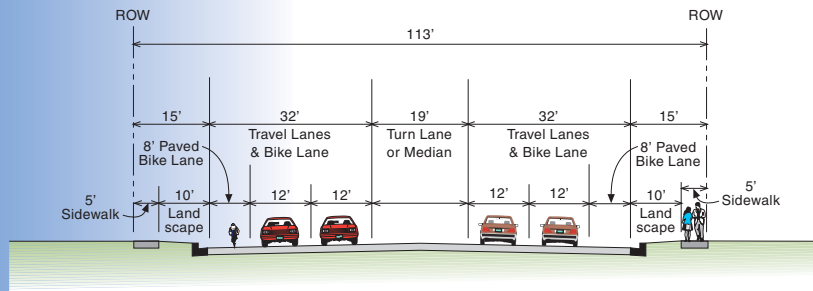 ROW
ROW
113'
15'
32'
19'
32'
15'
Travel Lanes
& Bike Lane
Turn Lane
or Median
Travel Lanes
& Bike Lane
8' Paved
Bike Lane
8' Paved
Bike Lane
5'
Sidewalk
10'
Land
scape
12'
12'
12'
12'
10'
Land
scape
5'
Sidewalk